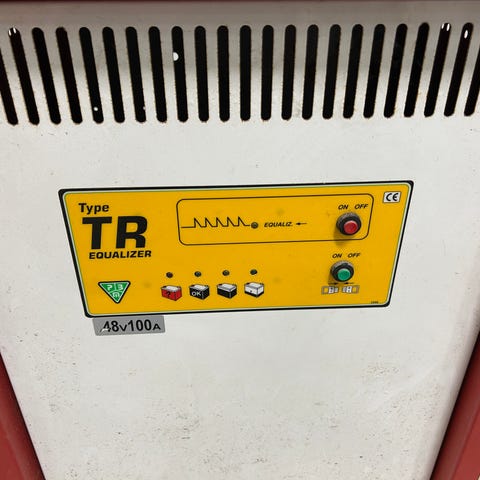 Type
TR
EQUALIZER
EQUALIZ.
ON OFF
CE
ON OFF
OK!
48V100A